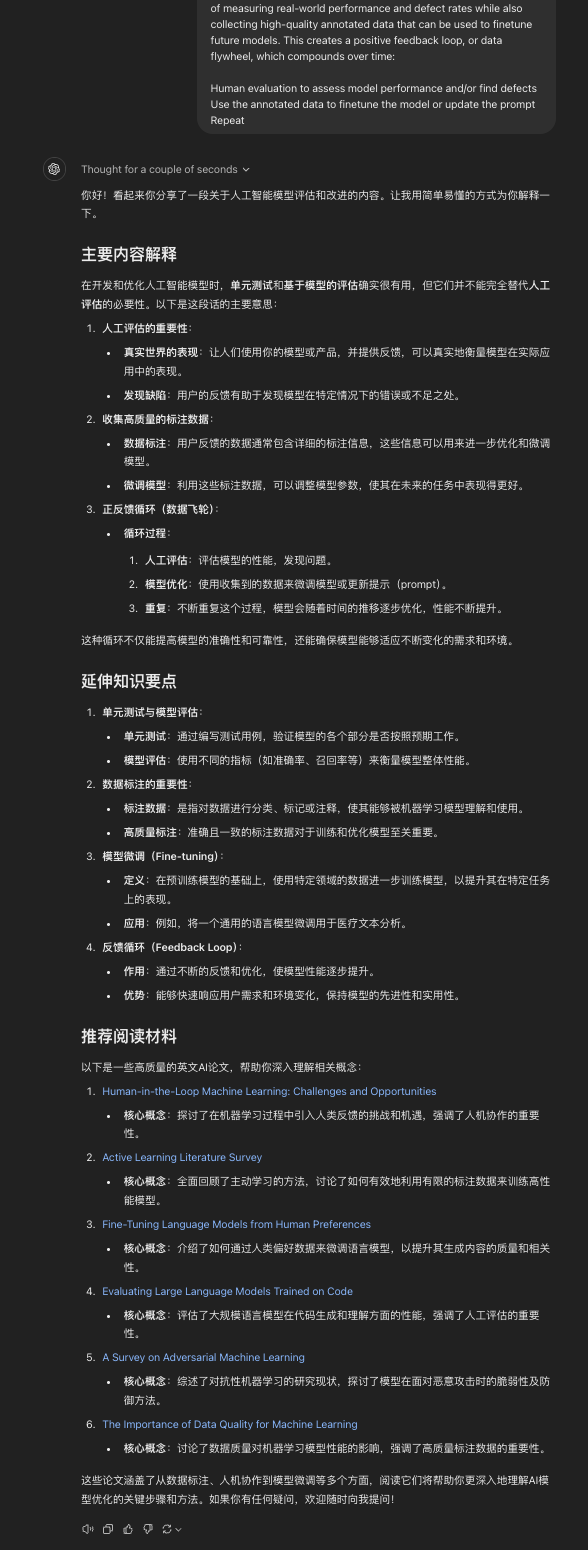 of measuring real-world performance and defect rates while also
collecting high-quality annotated data that can be used to finetune
future models. This creates a positive feedback loop, or data
flywheel, which compounds over time:
Human evaluation to assess model performance and/or find defects
Use the annotated data to finetune the model or update the prompt
Repeat
Thought for a couple of seconds
你好！看起来你分享了一段关于人工智能模型评估和改进的内容。让我用简单易懂的方式为你解释一
下。
主要内容解释
在开发和优化人工智能模型时，单元测试和基于模型的评估确实很有用，但它们并不能完全替代人工
评估的必要性。以下是这段话的主要意思：
1. 人工评估的重要性：
• 真实世界的表现：让人们使用你的模型或产品，并提供反馈，可以真实地衡量模型在实际应
用中的表现。
• 发现缺陷：用户的反馈有助于发现模型在特定情况下的错误或不足之处。
2. 收集高质量的标注数据：
• 数据标注：用户反馈的数据通常包含详细的标注信息，这些信息可以用来进一步优化和微调
模型。
• 微调模型：利用这些标注数据，可以调整模型参数，使其在未来的任务中表现得更好。
3. 正反馈循环（数据飞轮）：
• 循环过程：
1. 人工评估：评估模型的性能，发现问题。
2. 模型优化：使用收集到的数据来微调模型或更新提示（prompt）。
3. 重复：不断重复这个过程，模型会随着时间的推移逐步优化，性能不断提升。
这种循环不仅能提高模型的准确性和可靠性，还能确保模型能够适应不断变化的需求和环境。
延伸知识要点
1. 单元测试与模型评估：
• 单元测试：通过编写测试用例，验证模型的各个部分是否按照预期工作。
• 模型评估：使用不同的指标（如准确率、召回率等）来衡量模型整体性能。
2. 数据标注的重要性：
• 标注数据：是指对数据进行分类、标记或注释，使其能够被机器学习模型理解和使用。
• 高质量标注：准确且一致的标注数据对于训练和优化模型至关重要。
3. 模型微调（Fine-tuning）：
• 定义：在预训练模型的基础上，使用特定领域的数据进一步训练模型，以提升其在特定任务
上的表现。
• 应用：例如，将一个通用的语言模型微调用于医疗文本分析。
4. 反馈循环（Feedback Loop）：
• 作用：通过不断的反馈和优化，使模型性能逐步提升。
• 优势：能够快速响应用户需求和环境变化，保持模型的先进性和实用性。
推荐阅读材料
以下是一些高质量的英文AI论文，帮助你深入理解相关概念：
1. Human-in-the-Loop Machine Learning: Challenges and Opportunities
• 核心概念：探讨了在机器学习过程中引入人类反馈的挑战和机遇，强调了人机协作的重要
性。
2. Active Learning Literature Survey
• 核心概念：全面回顾了主动学习的方法，讨论了如何有效地利用有限的标注数据来训练高性
能模型。
3. Fine-Tuning Language Models from Human Preferences
• 核心概念：介绍了如何通过人类偏好数据来微调语言模型，以提升其生成内容的质量和相关
性。
4. Evaluating Large Language Models Trained on Code
• 核心概念：评估了大规模语言模型在代码生成和理解方面的性能，强调了人工评估的重要
性。
5. A Survey on Adversarial Machine Learning
• 核心概念：综述了对抗性机器学习的研究现状，探讨了模型在面对恶意攻击时的脆弱性及防
御方法。
6. The Importance of Data Quality for Machine Learning
• 核心概念：讨论了数据质量对机器学习模型性能的影响，强调了高质量标注数据的重要性。
这些论文涵盖了从数据标注、人机协作到模型微调等多个方面，阅读它们将帮助你更深入地理解AI模
型优化的关键步骤和方法。如果你有任何疑问，欢迎随时向我提问！